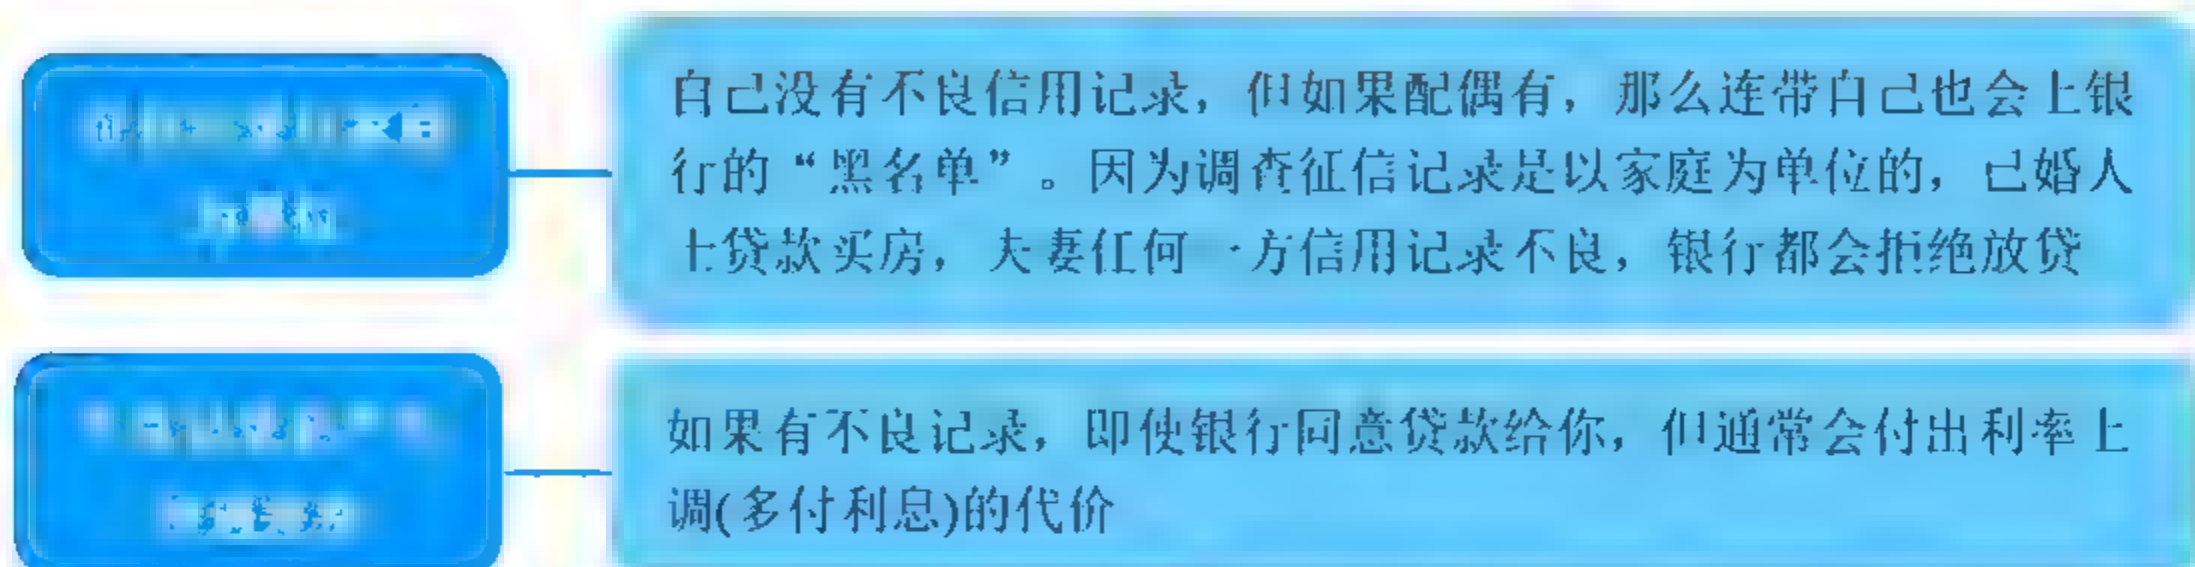 自己没有不良信用记录，但如果配偶有，那么连带自己也会上银
行的“黑名单”。因为调查征信记录是以家庭为单位的，已婚人
士贷款买房，夫妻任何一方信用记录不良，银行都会拒绝放贷
如果有不良记录，即使银行同意贷款给你，但通常会付出利率上
调(多付利息)的代价